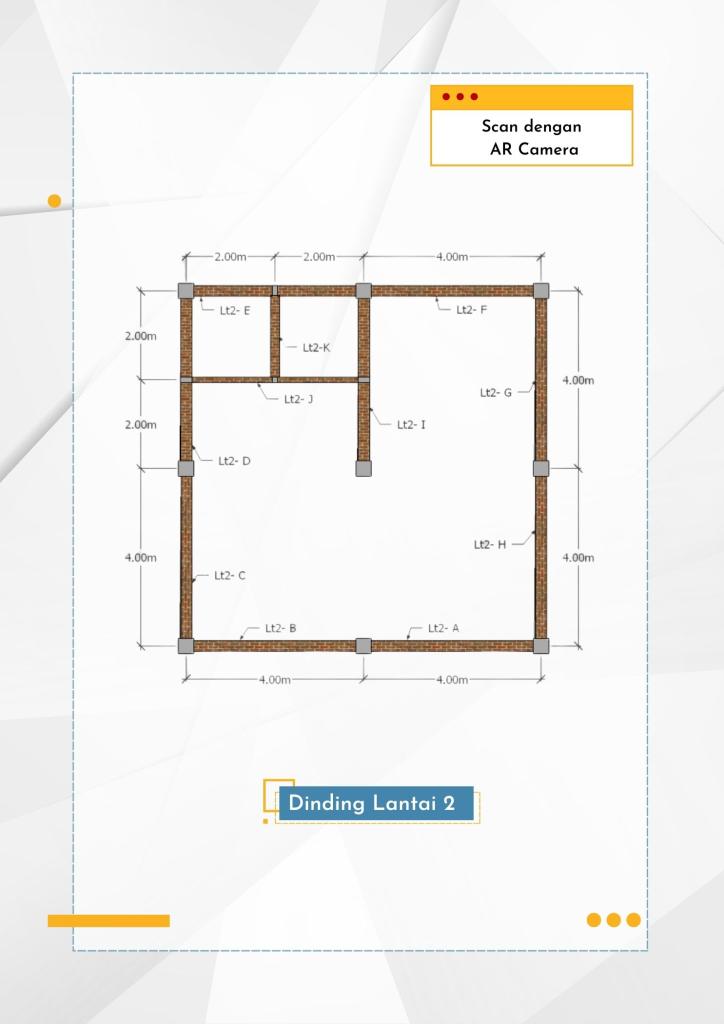 Scan dengan
AR Camera
2.00m 2.00m 4.00m
Lt2- E
Lt2- F
2.00m
Lt2-K
4.00m
Lt2- G
Lt2- J
2.00m
Lt2- I
Lt2- D
Lt2- H
4.00m
4.00m
Lt2- C
Lt2- B
Lt2- A
4.00m 4.00m
Dinding Lantai 2